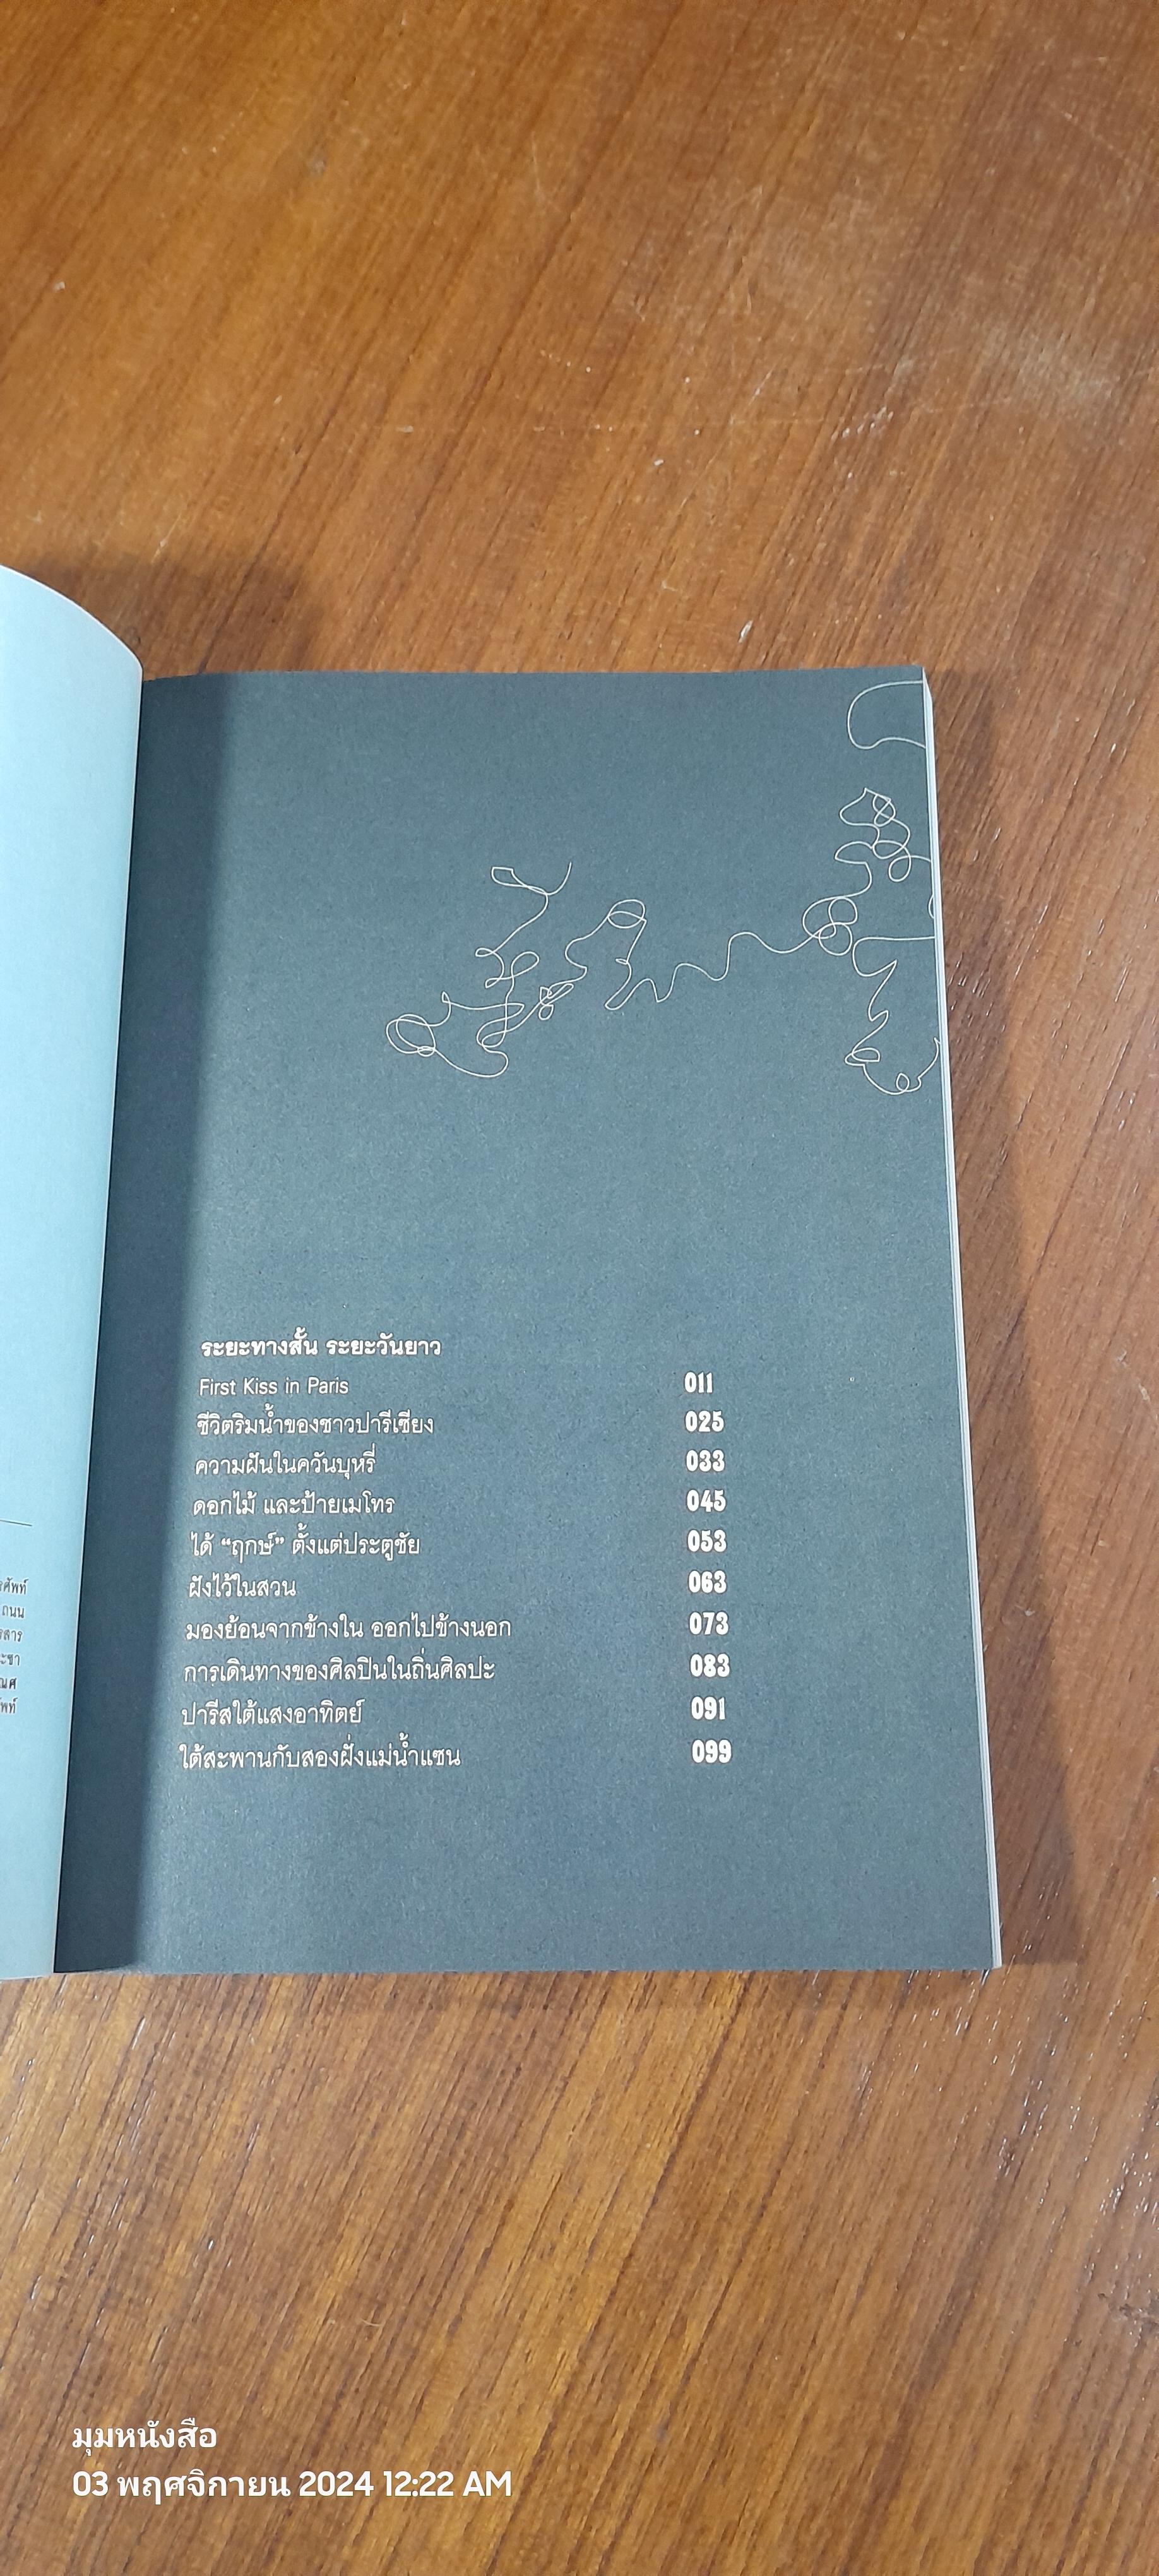 รศัพท์
ถนน
ณศ
ระยะทางสั้น ระยะวันยาว
First Kiss in Paris 011
ชีวิตริมน้ำของชาวปารีเซียง 025
ความฝันในควันบุหรี่ 033
ดอกไม้ และป้ายเมโทร 045
ได้ “ฤกษ์” ตั้งแต่ประตูชัย 053
ฝังไว้ในสวน 063
มองย้อนจากข้างใน ออกไปข้างนอก 073
การเดินทางของศิลปินในถิ่นศิลปะ 083
ปารีสใต้แสงอาทิตย์ 091
ใต้สะพานกับสองฝั่งแม่น้ำแซน 099
มุมหนังสือ
03 พฤศจิกายน 2024 12:22 AM